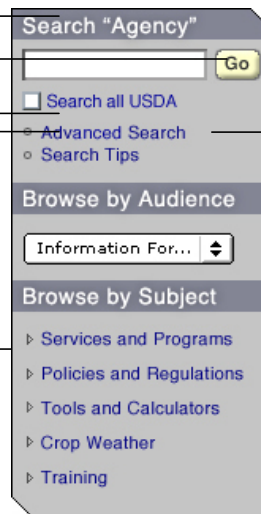 Search “Agency”
Go
Search all USDA
Advanced Search
Search Tips
Browse by Audience
Information For...
Browse by Subject
Services and Programs
Policies and Regulations
Tools and Calculators
Crop Weather
Training